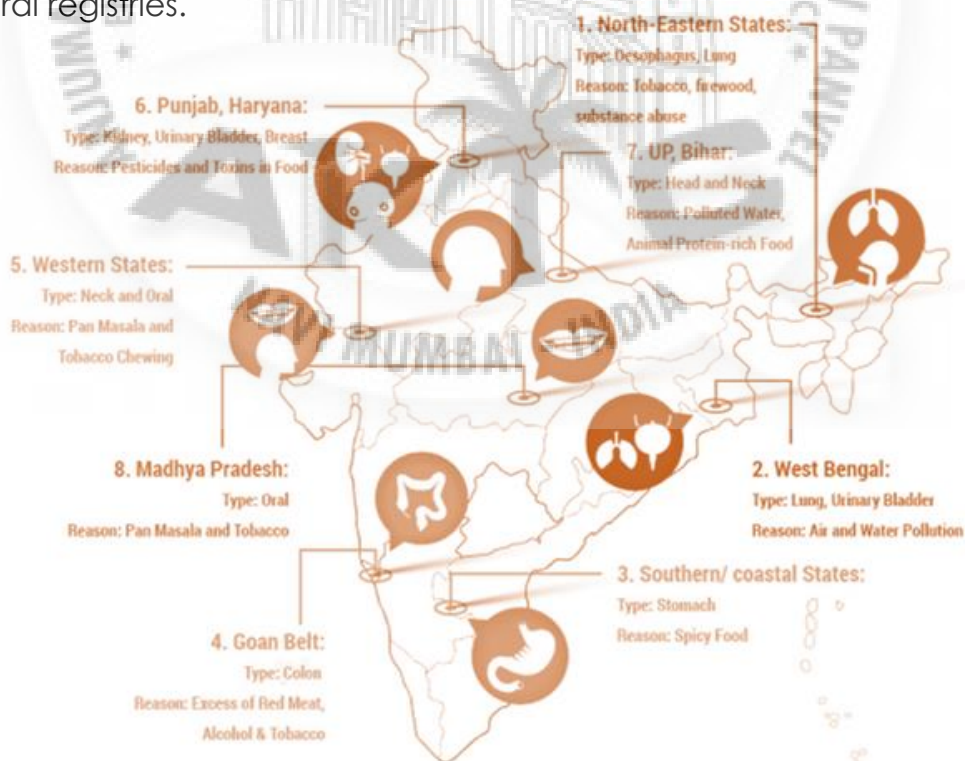 ral registries.
1. North-Eastern States:
Type: Oesophagus, Lung
Reason: Tobacco, firewood,
substance abuse
6. Punjab, Haryana:
Type: Kidney, Urinary Bladder, Breast
Reason: Pesticides and Toxins in Food
7. UP, Bihar:
Type: Head and Neck
Reason: Polluted Water,
Animal Protein-rich Food
5. Western States:
Type: Neck and Oral
Reason: Pan Masala and
Tobacco Chewing
8. Madhya Pradesh:
Type: Oral
Reason: Pan Masala and Tobacco
2. West Bengal:
Type: Lung, Urinary Bladder
Reason: Air and Water Pollution
3. Southern/ coastal States:
Type: Stomach
Reason: Spicy Food
4. Goan Belt:
Type: Colon
Reason: Excess of Red Meat,
Alcohol & Tobacco
PANVEL
MUMBAI - INDIA